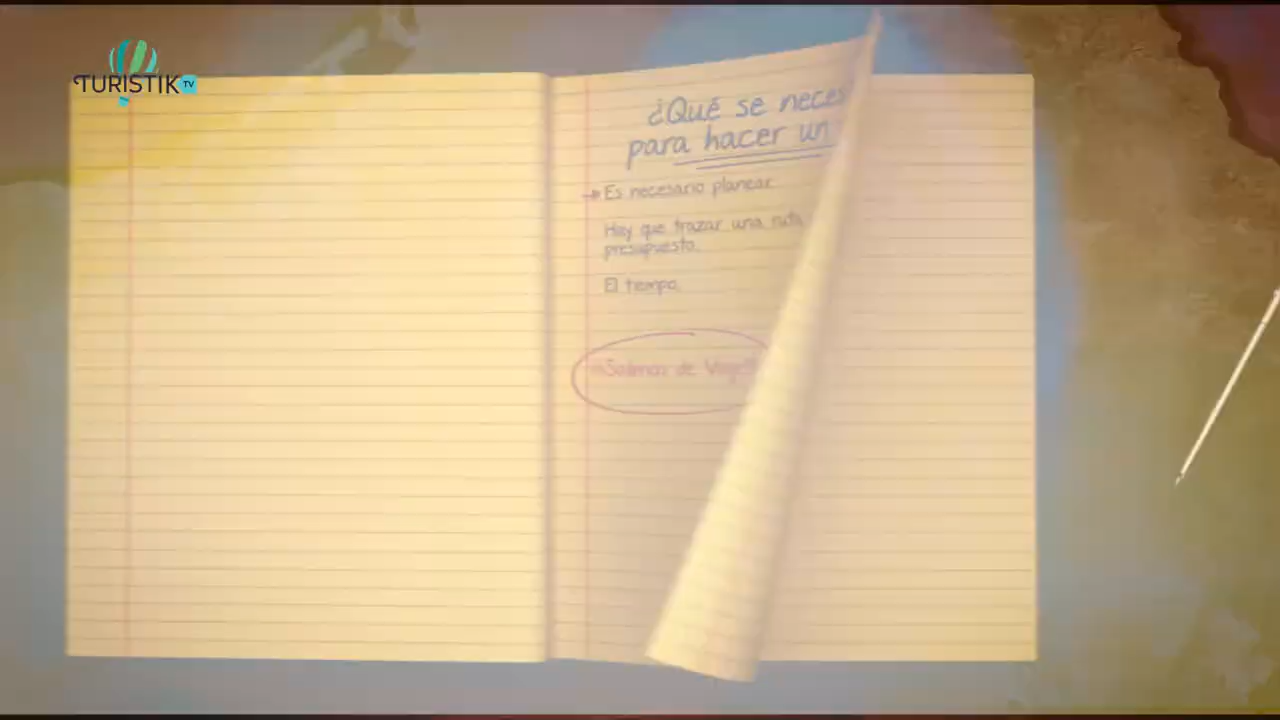 TURISTIK TV
¿Qué se neces
para hacer un
Es necesario planear.
Hay que trazar una ruta
presupuesto.
El tiempo.
de